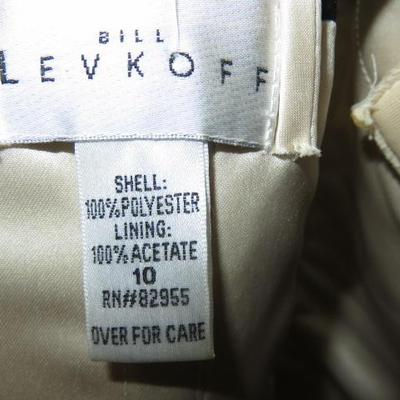 BILL
LEVKOFF
SHELL:
100%POLYESTER
LINING:
100%ACETATE
10
RN#82955
OVER FOR CARE